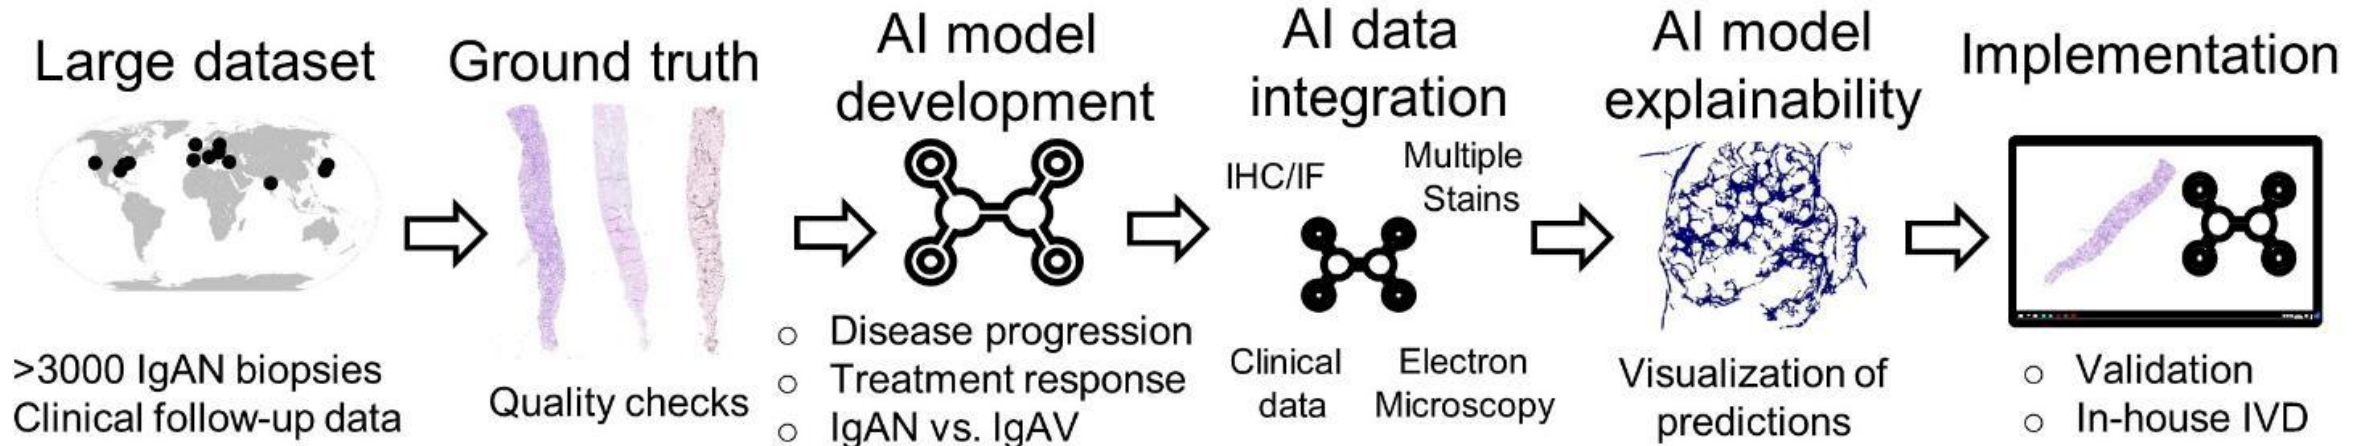 Large dataset
>3000 IgAN biopsies
Clinical follow-up data
Ground truth
Quality checks
AI model
development
○ Disease progression
○ Treatment response
○ IgAN vs. IgAV
AI data
integration
IHC/IF
Multiple
Stains
Clinical
data
Electron
Microscopy
AI model
explainability
Visualization of
predictions
Implementation
○ Validation
○ In-house IVD